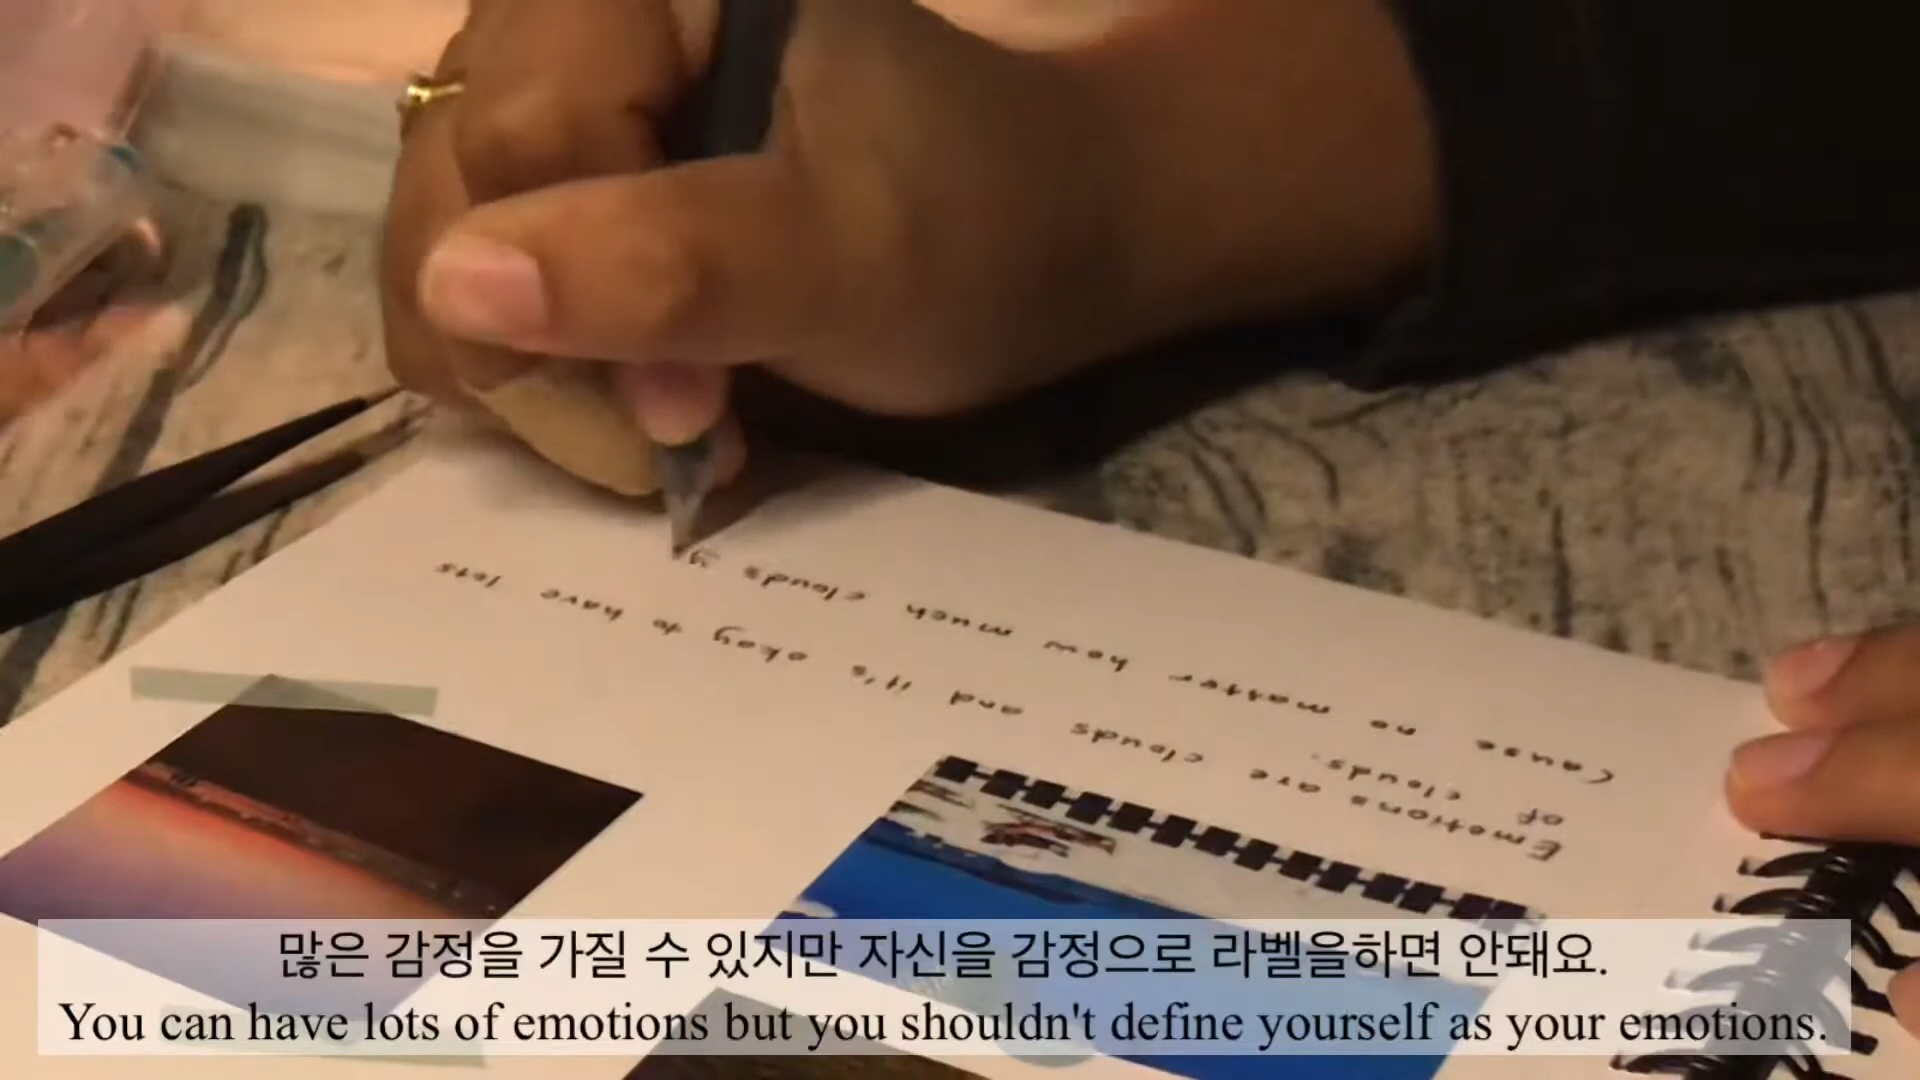 Emotions are clouds and it's okay to have lots
of clouds.
Cause no matter how much clouds
많은 감정을 가질 수 있지만 자신을 감정으로 라벨을하면 안돼요.
You can have lots of emotions but you shouldn't define yourself as your emotions.